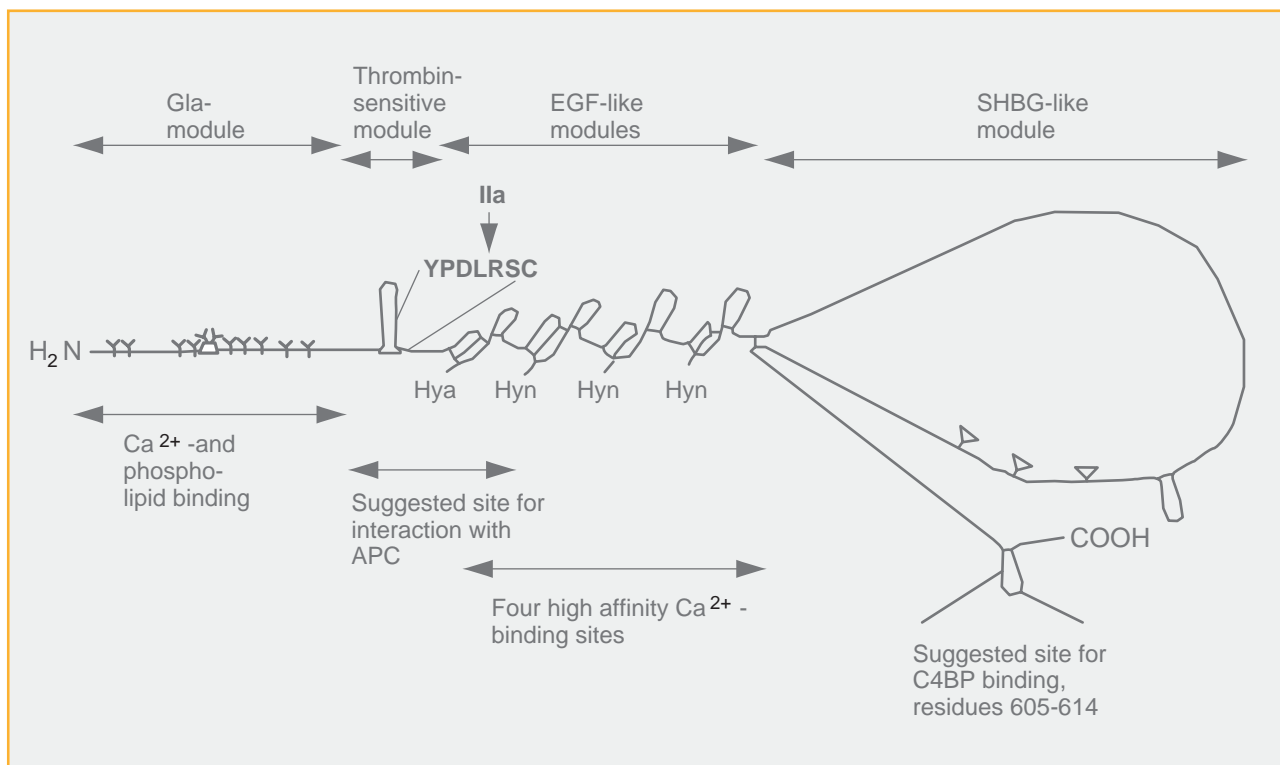 Gla-
module
Thrombin-
sensitive
module
EGF-like
modules
SHBG-like
module
IIa
YPDLRSC
H2N
Hya
Hyn
Hyn
Hyn
Ca 2+ -and
phospho-
lipid binding
Suggested site for
interaction with
APC
Four high affinity Ca 2+ -
binding sites
COOH
Suggested site for
C4BP binding,
residues 605-614